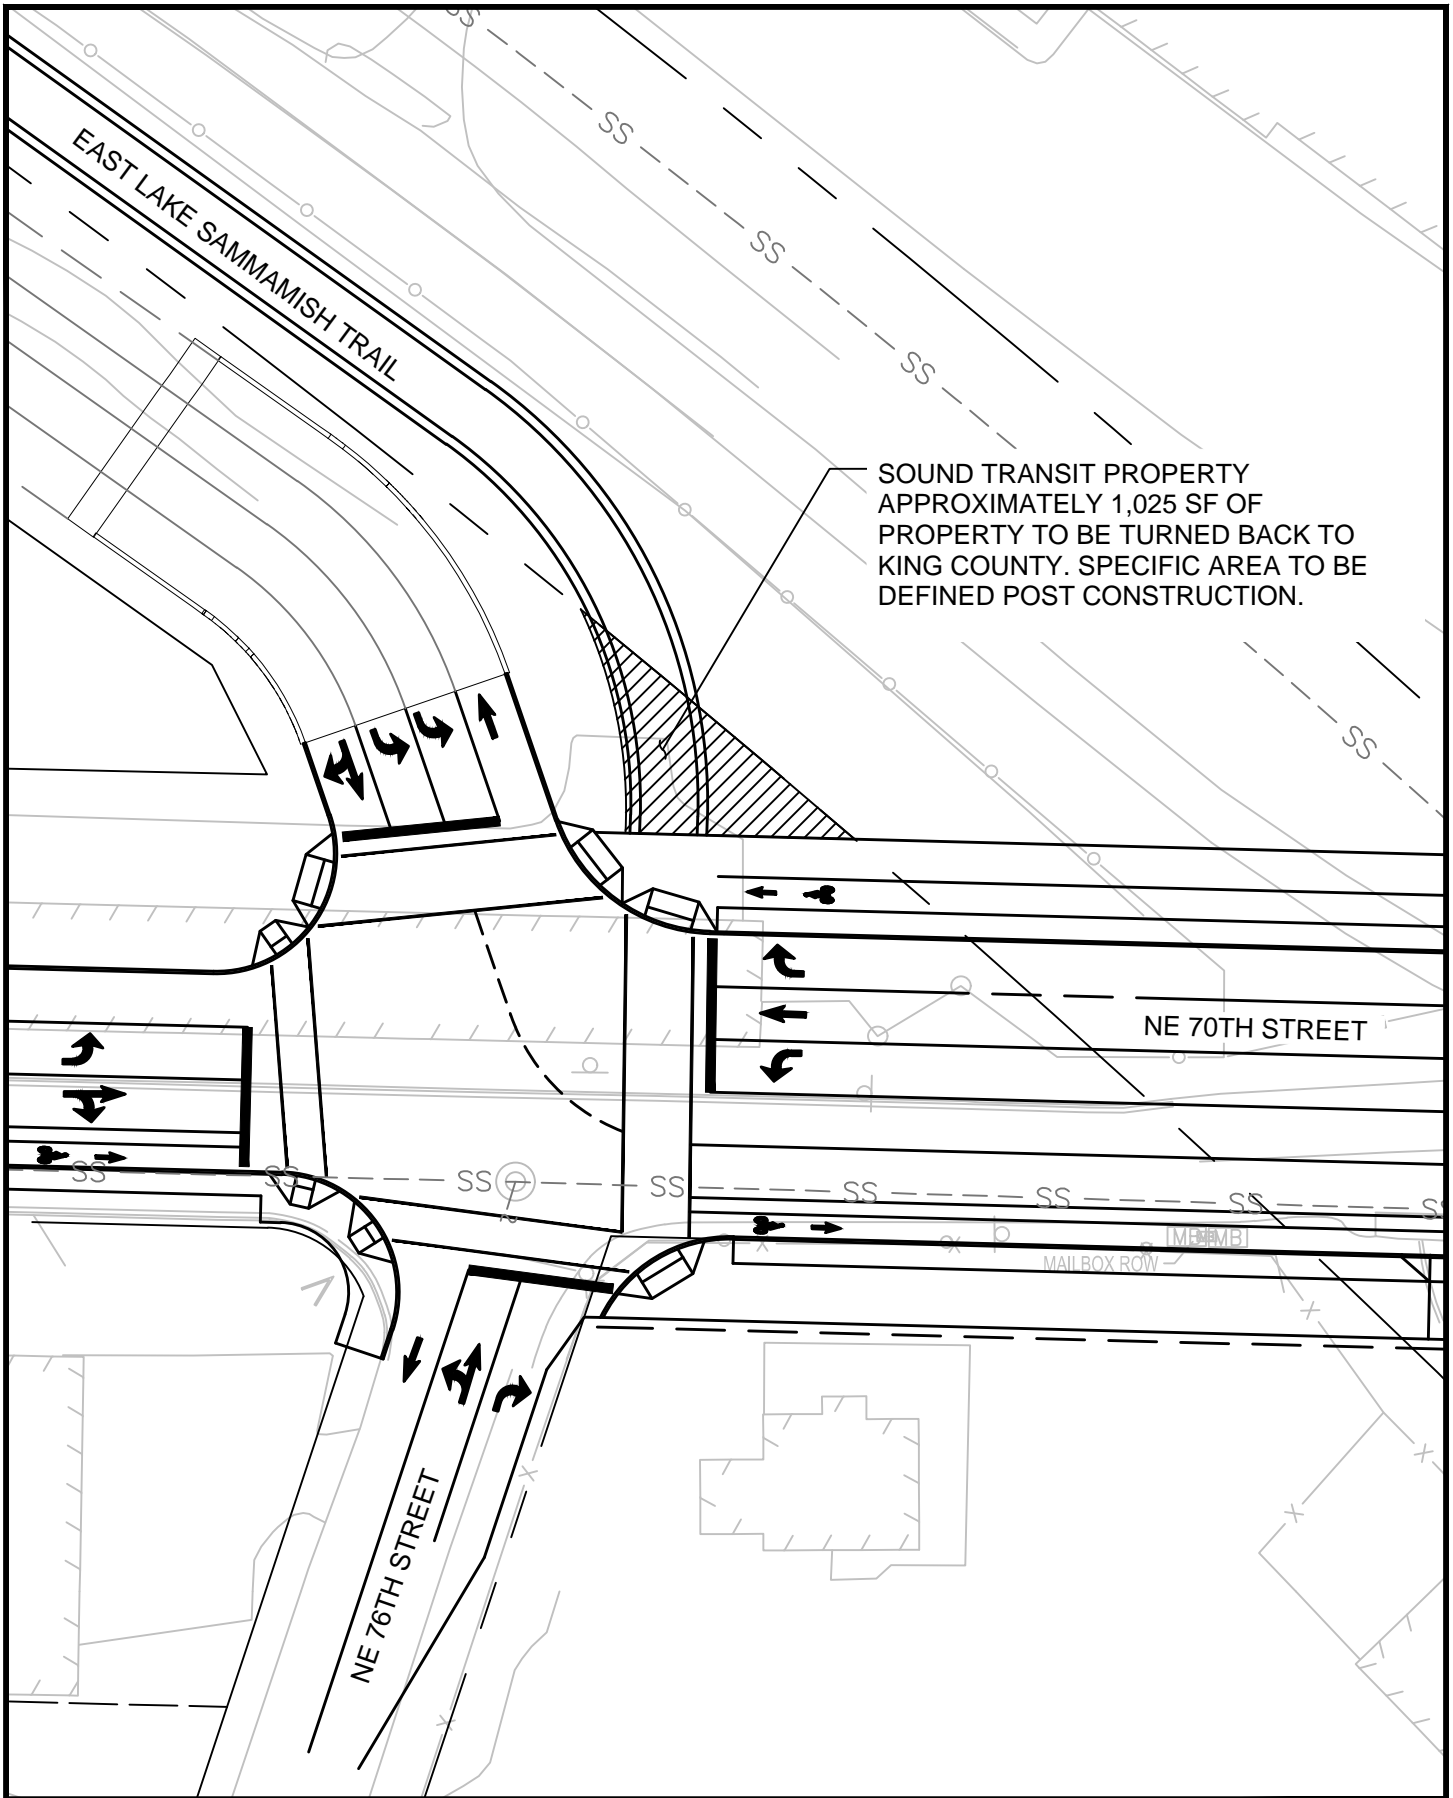 SS
EAST LAKE SAMMAMISH TRAIL
SS
SS
SS
SOUND TRANSIT PROPERTY
APPROXIMATELY 1,025 SF OF
PROPERTY TO BE TURNED BACK TO
KING COUNTY. SPECIFIC AREA TO BE
DEFINED POST CONSTRUCTION.
SS
NE 70TH STREET
SS
SS
SS
SS
SS
SS
SS
SS
MAILBOX ROW
NE 76TH STREET